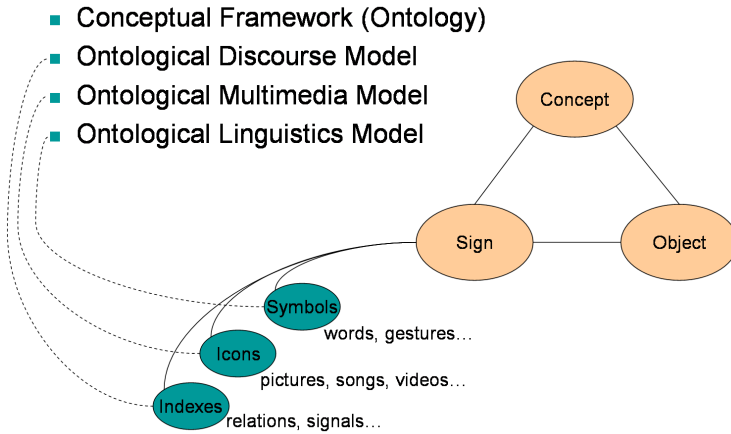 Conceptual Framework (Ontology)
Ontological Discourse Model
Ontological Multimedia Model
Ontological Linguistics Model
Concept
Sign
Object
Symbols
words, gestures…
Icons
pictures, songs, videos…
Indexes
relations, signals…